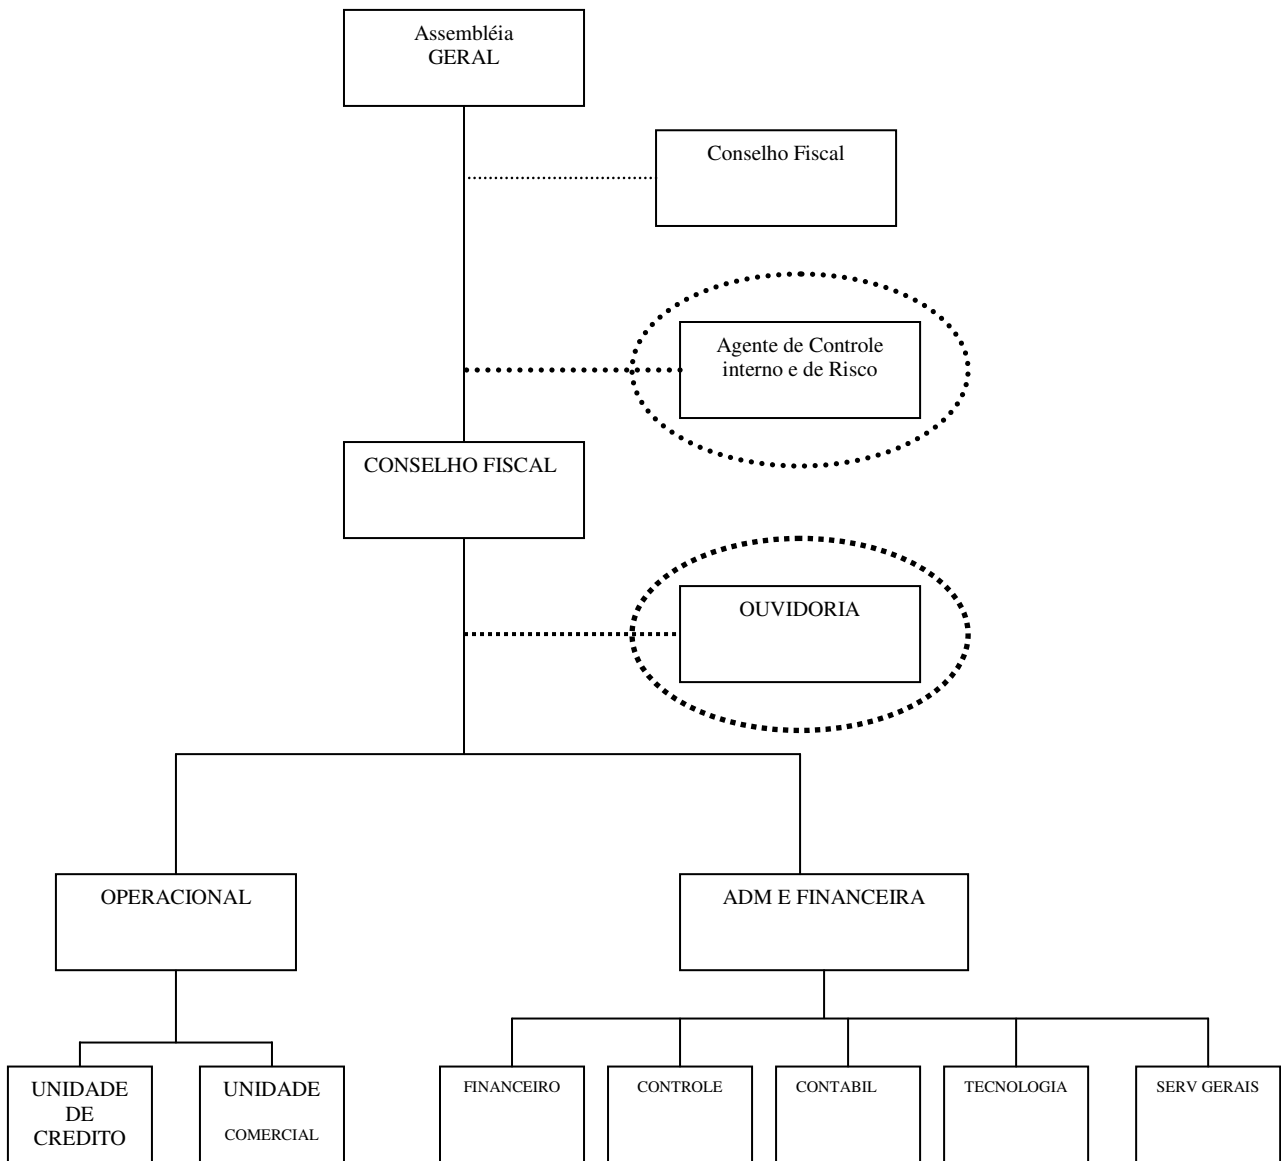 Assembléia
GERAL
Conselho Fiscal
Agente de Controle
interno e de Risco
CONSELHO FISCAL
OUVIDORIA
OPERACIONAL
ADM E FINANCEIRA
UNIDADE
DE
CREDITO
UNIDADE
COMERCIAL
FINANCEIRO
CONTROLE
CONTABIL
TECNOLOGIA
SERV GERAIS